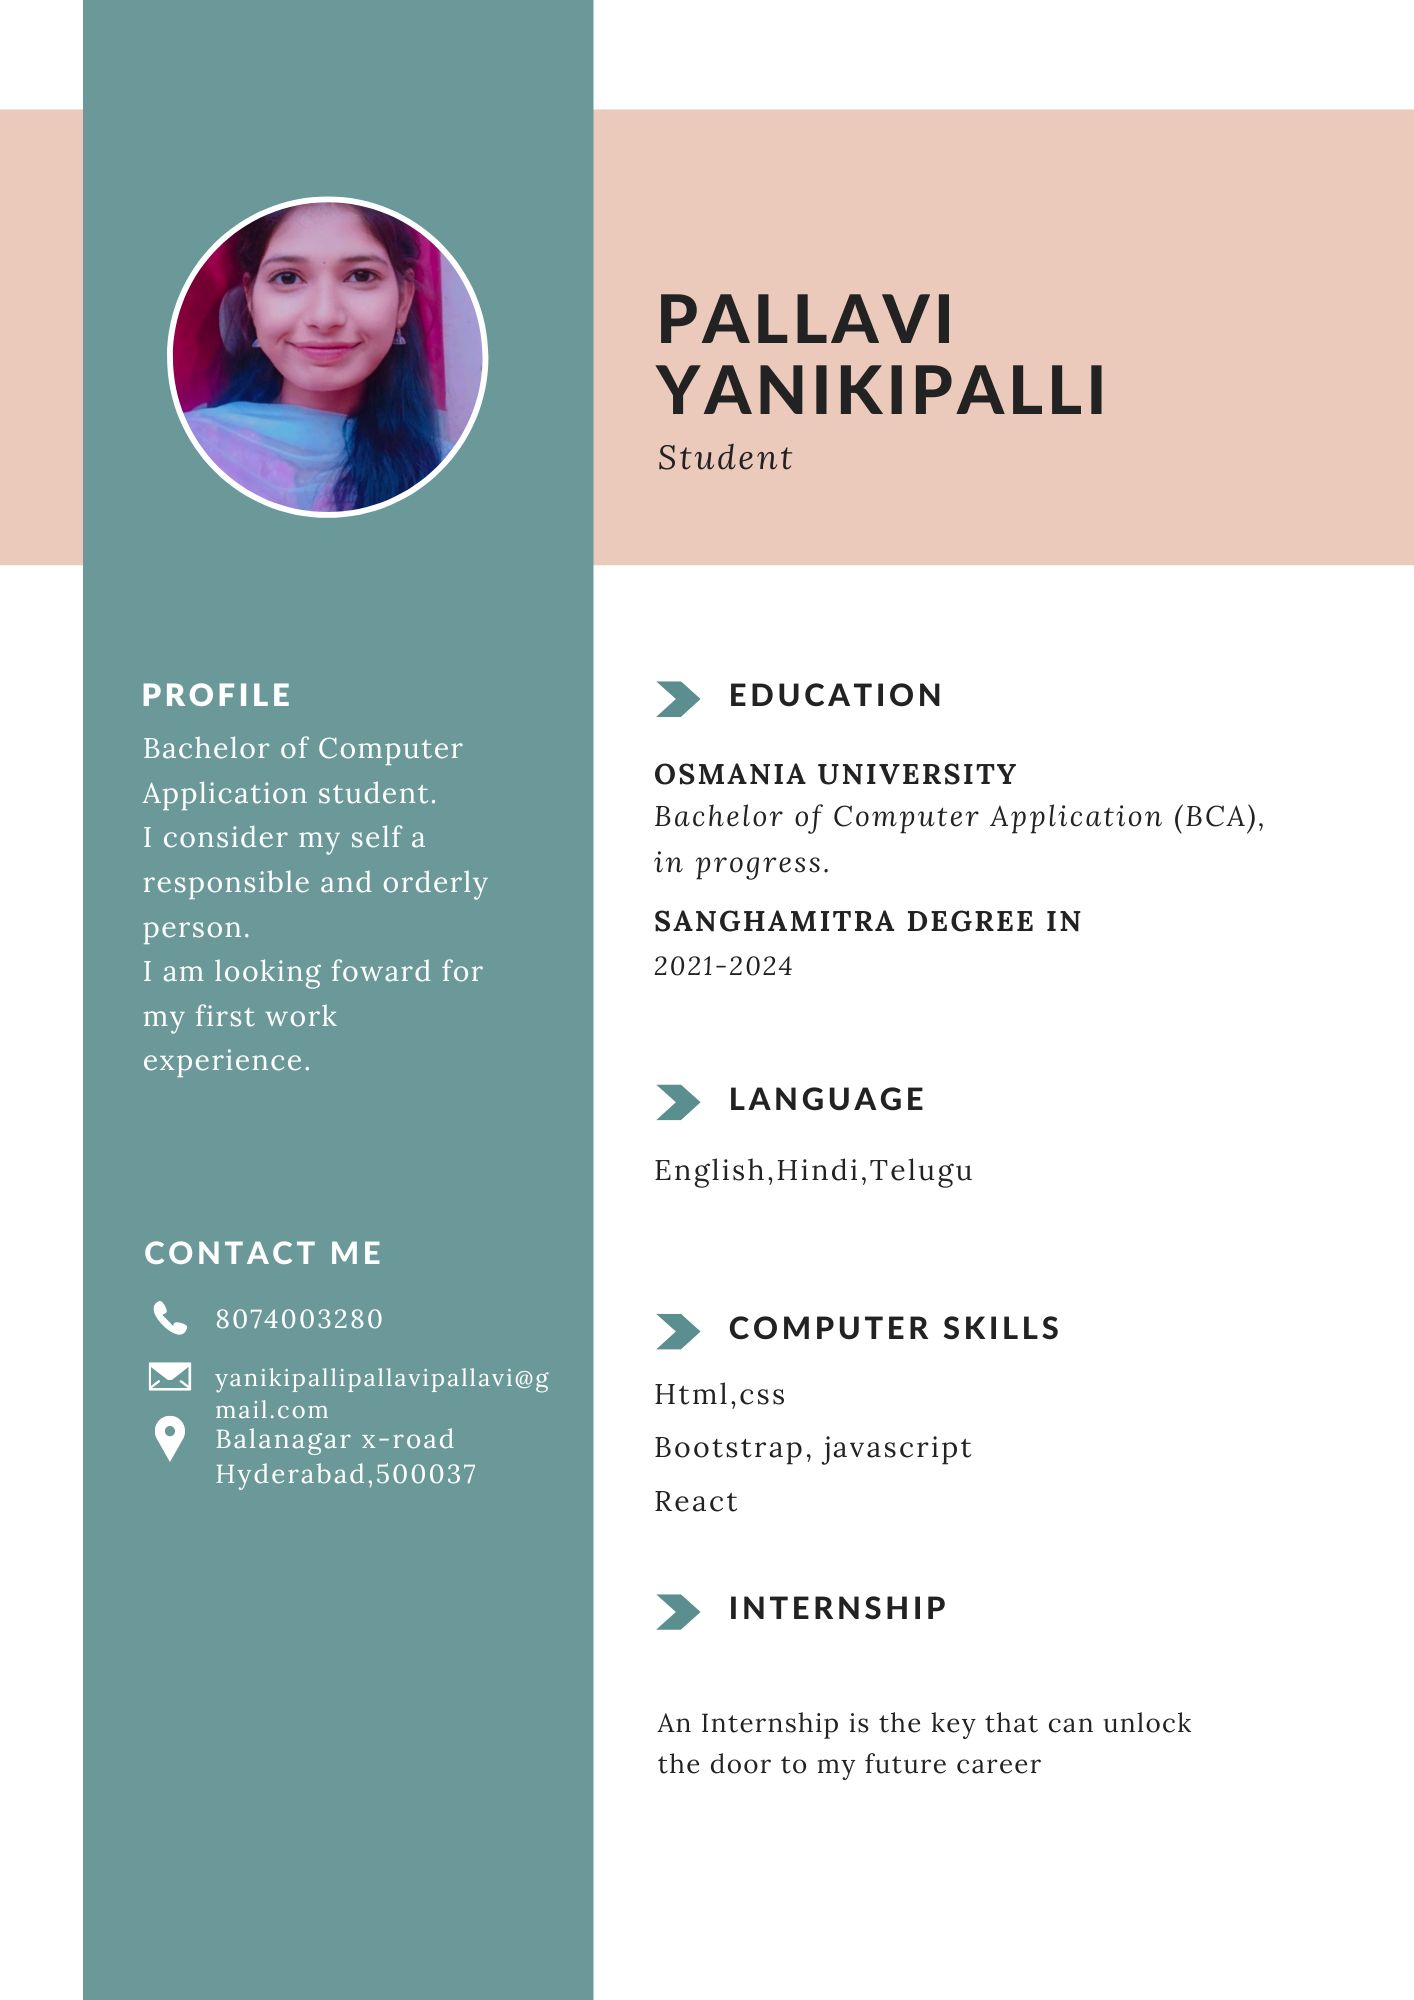 PALLAVI
YANIKIPALLI
Student
PROFILE
Bachelor of Computer
Application student.
I consider my self a
responsible and orderly
person.
I am looking foward for
my first work
experience.
CONTACT ME
8074003280
yanikipallipallavipallavi@g
mail.com
Balanagar x-road
Hyderabad,500037
EDUCATION
OSMANIA UNIVERSITY
Bachelor of Computer Application (BCA),
in progress.
SANGHAMITRA DEGREE IN
2021-2024
LANGUAGE
English,Hindi,Telugu
COMPUTER SKILLS
Html,css
Bootstrap, javascript
React
INTERNSHIP
An Internship is the key that can unlock
the door to my future career